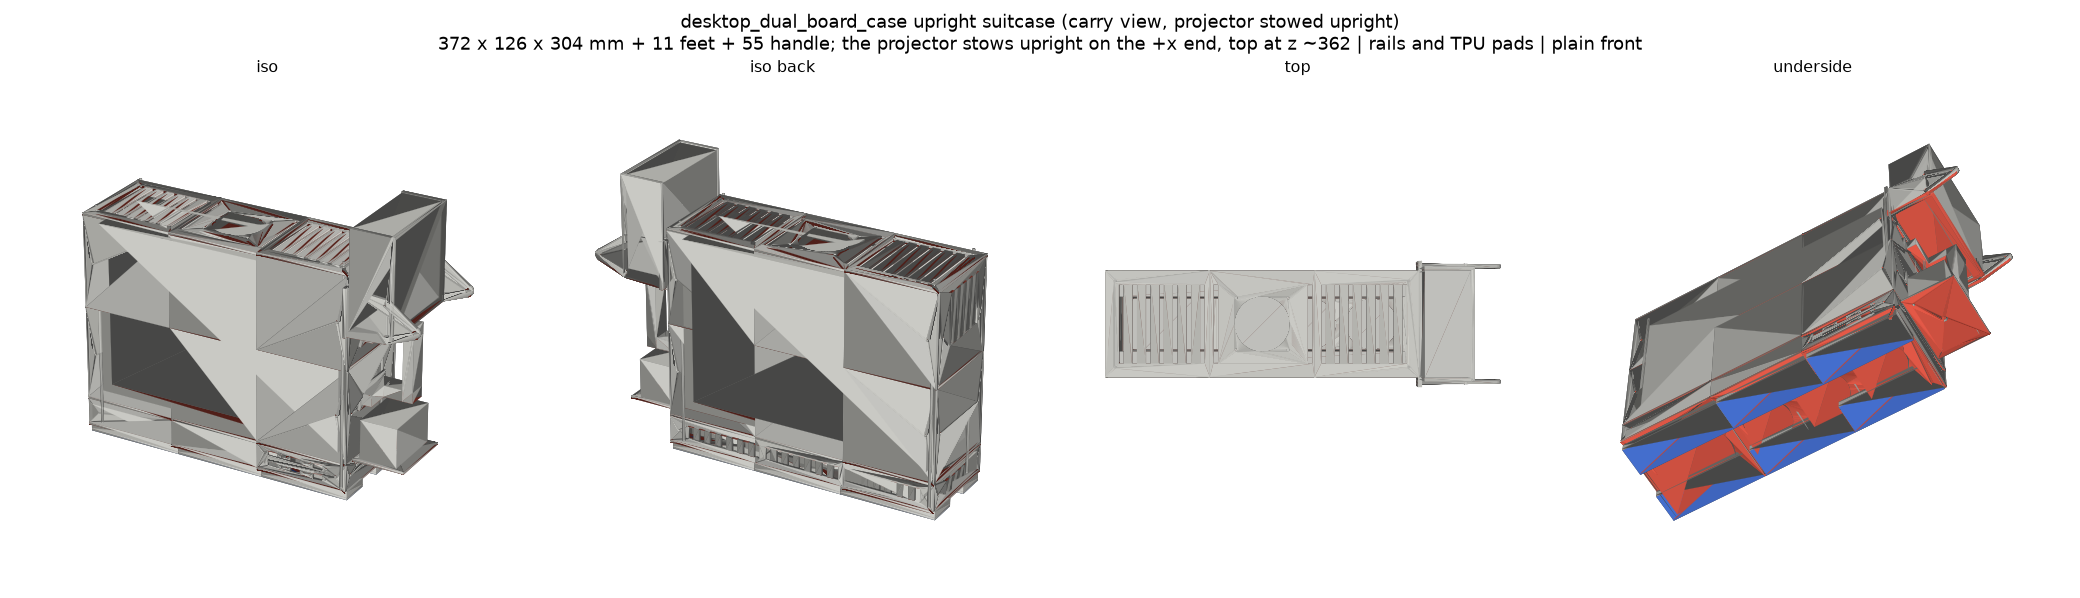 desktop_dual_board_case upright suitcase (carry view, projector stowed upright)
372 x 126 x 304 mm + 11 feet + 55 handle; the projector stows upright on the +x end, top at z ~362 | rails and TPU pads | plain front
iso
iso back
top
underside